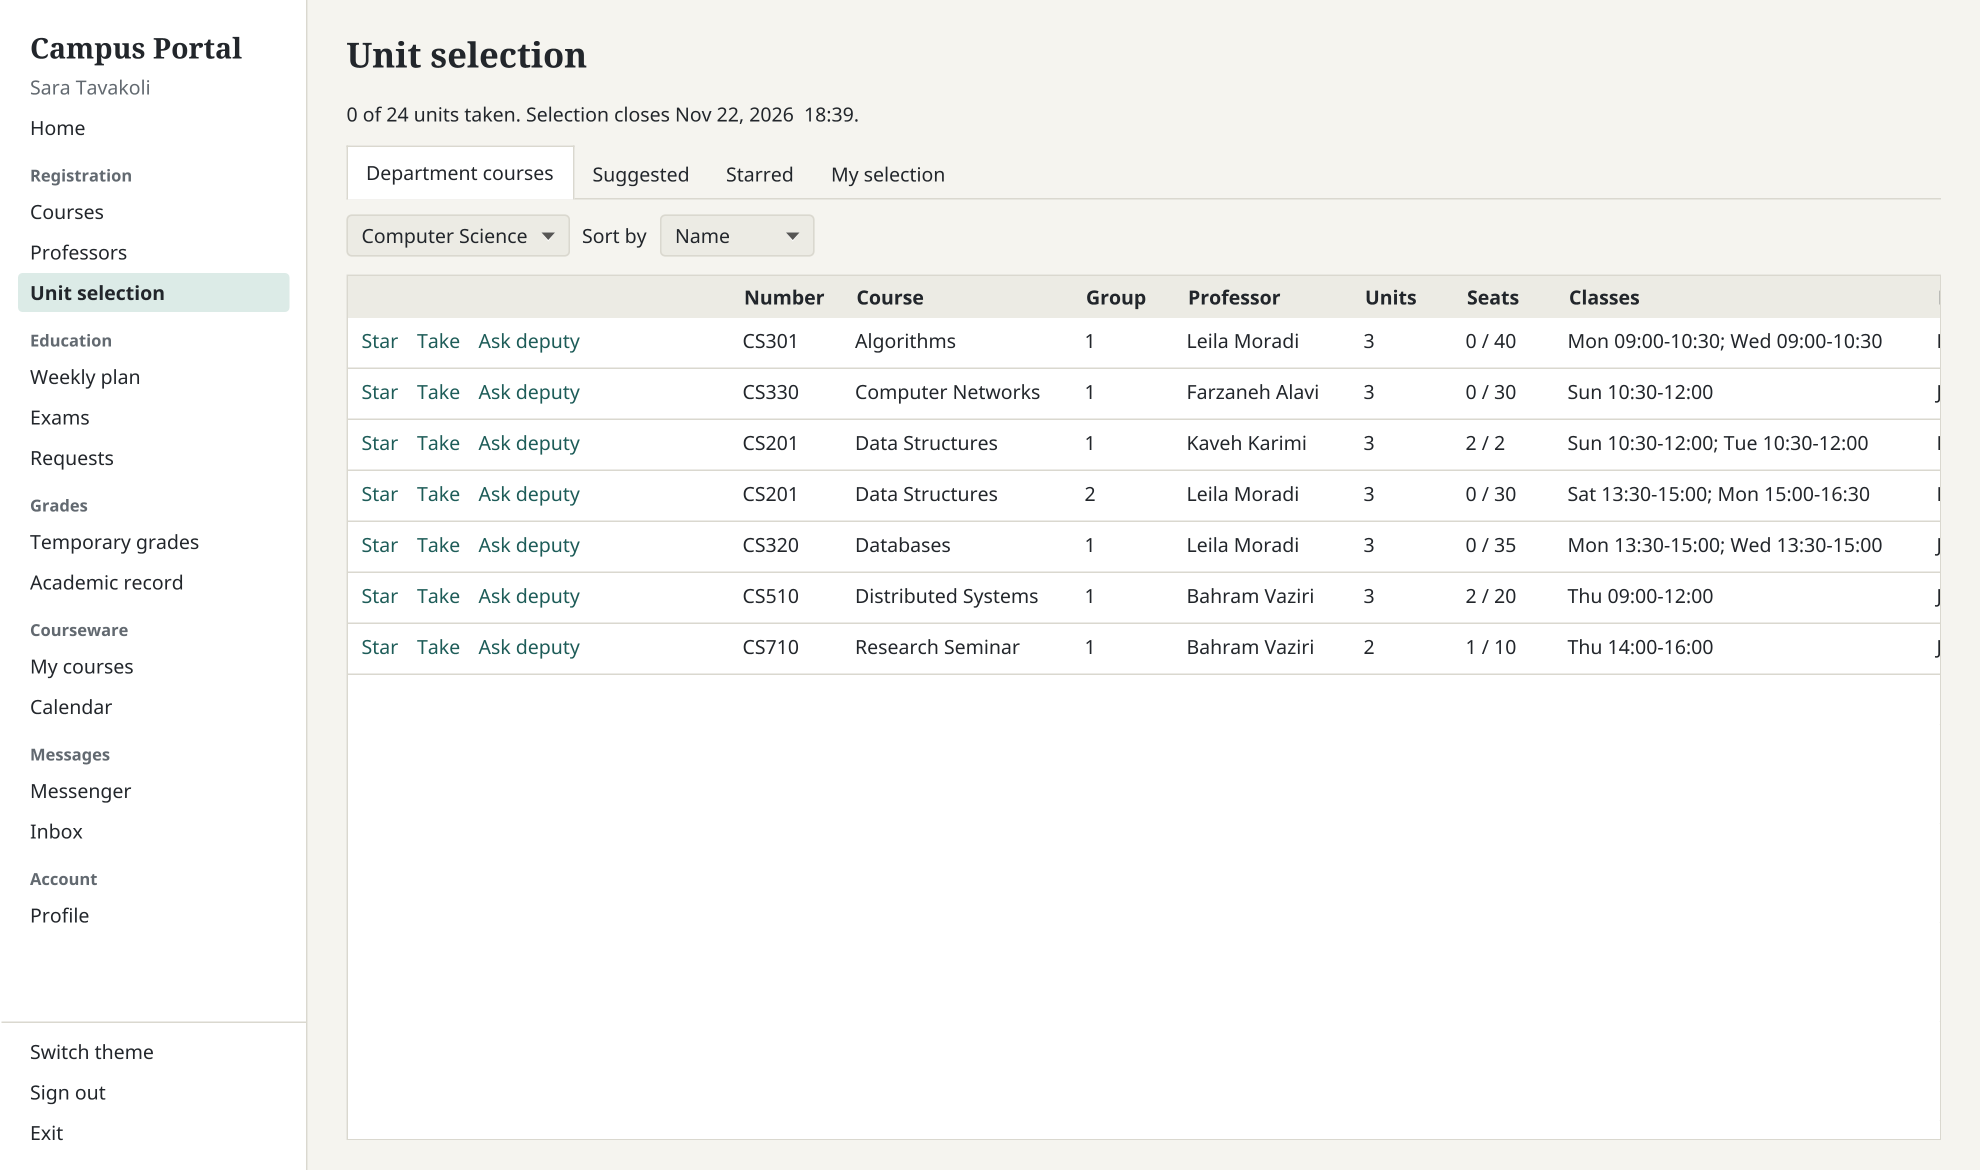 Campus Portal
Sara Tavakoli
Home
Registration
Courses
Professors
Unit selection
Education
Weekly plan
Exams
Requests
Grades
Temporary grades
Academic record
Courseware
My courses
Calendar
Messages
Messenger
Inbox
Account
Profile
Switch theme
Sign out
Exit
Unit selection
0 of 24 units taken. Selection closes Nov 22, 2026 18:39.
Department courses Suggested Starred My selection
Computer Science Sort by Name
Number Course Group Professor Units Seats Classes
Star Take Ask deputy CS301 Algorithms 1 Leila Moradi 3 0 / 40 Mon 09:00-10:30; Wed 09:00-10:30
Star Take Ask deputy CS330 Computer Networks 1 Farzaneh Alavi 3 0 / 30 Sun 10:30-12:00
Star Take Ask deputy CS201 Data Structures 1 Kaveh Karimi 3 2 / 2 Sun 10:30-12:00; Tue 10:30-12:00
Star Take Ask deputy CS201 Data Structures 2 Leila Moradi 3 0 / 30 Sat 13:30-15:00; Mon 15:00-16:30
Star Take Ask deputy CS320 Databases 1 Leila Moradi 3 0 / 35 Mon 13:30-15:00; Wed 13:30-15:00
Star Take Ask deputy CS510 Distributed Systems 1 Bahram Vaziri 3 2 / 20 Thu 09:00-12:00
Star Take Ask deputy CS710 Research Seminar 1 Bahram Vaziri 2 1 / 10 Thu 14:00-16:00